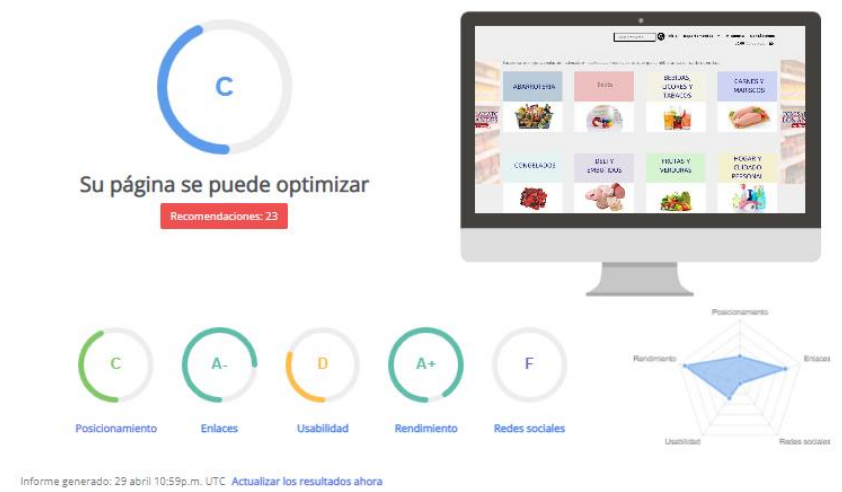 C
Su página se puede optimizar
Recomendaciones: 23
ABARROTERIA
BEBIDAS,
LICORES Y
TABACOS
CARNES Y
MARISCOS
CONGELADOS
DELI Y
EMBUTIDOS
FRUTAS Y
VERDURAS
HOGAR Y
CUIDADO
PERSONAL
C
A-
D
A+
F
Posicionamiento
Enlaces
Usabilidad
Rendimiento
Redes sociales
Posicionamiento
Rendimiento
Enlaces
Usabilidad
Redes sociales
Informe generado: 29 abril 10:59p.m. UTC Actualizar los resultados ahora